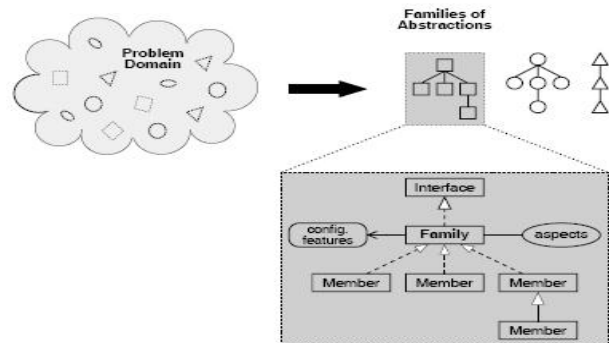 Problem
Domain
Families of
Abstractions
Interface
config.
features
Family
aspects
Member
Member
Member
Member